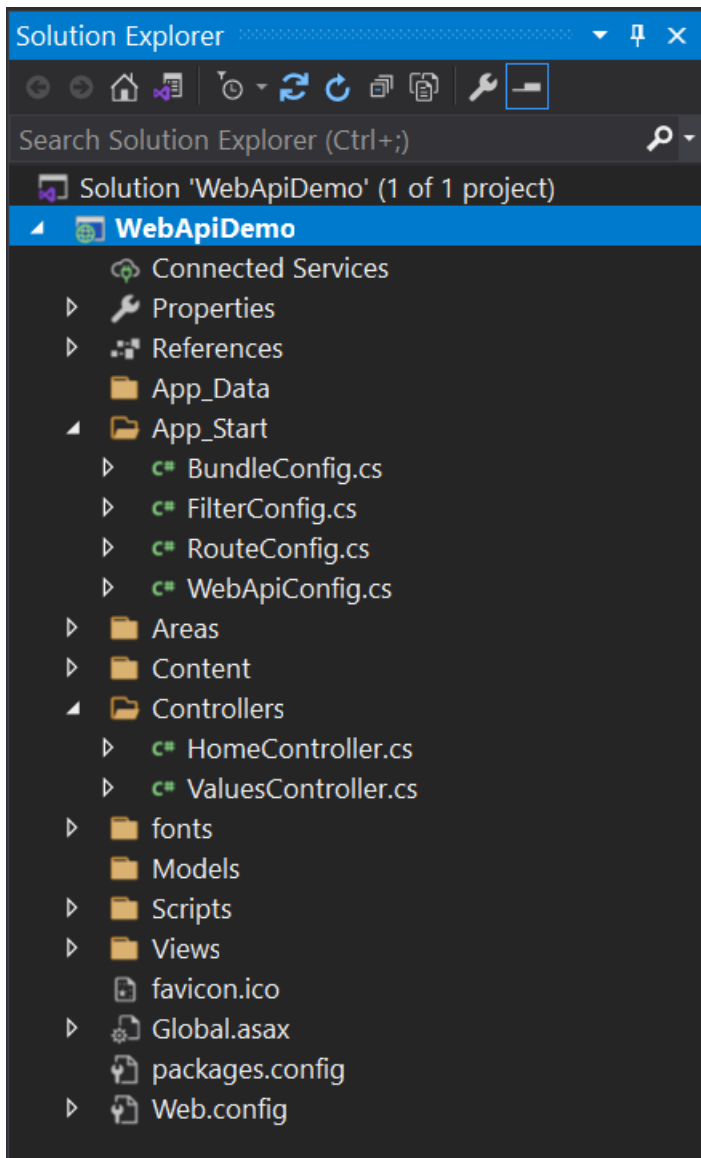 Solution Explorer
Search Solution Explorer (Ctrl+;)
Solution 'WebApiDemo' (1 of 1 project)
WebApiDemo
Connected Services
Properties
References
App_Data
App_Start
C# BundleConfig.cs
C# FilterConfig.cs
C# RouteConfig.cs
C# WebApiConfig.cs
Areas
Content
Controllers
C# HomeController.cs
C# ValuesController.cs
fonts
Models
Scripts
Views
favicon.ico
Global.asax
packages.config
Web.config